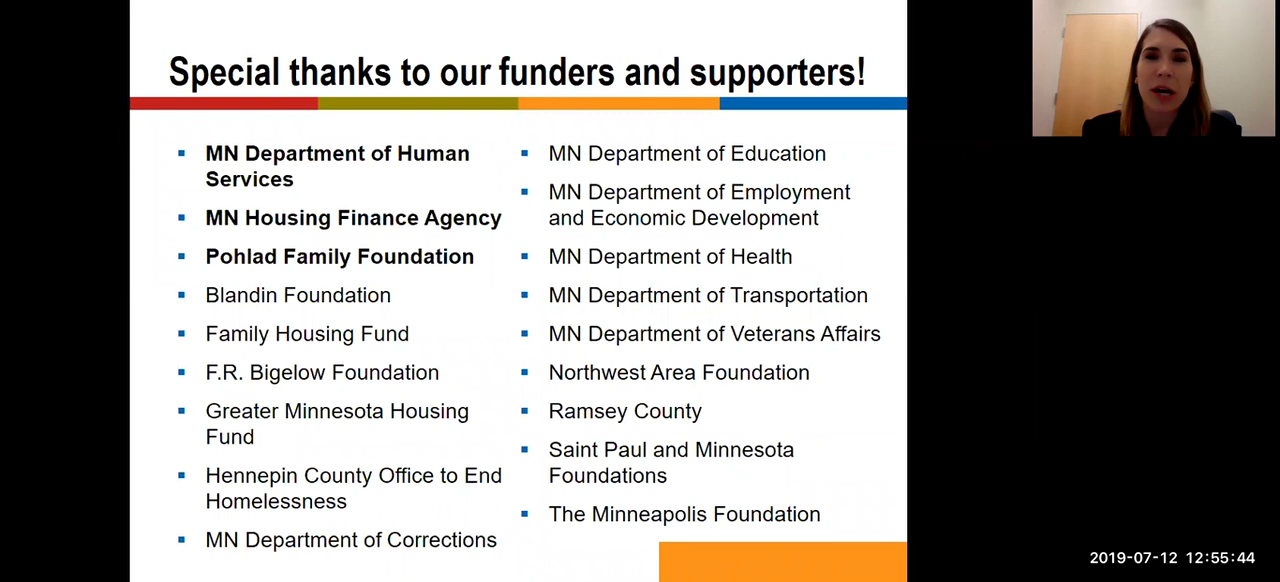 Special thanks to our funders and supporters!
MN Department of Human
Services
MN Housing Finance Agency
Pohlad Family Foundation
Blandin Foundation
Family Housing Fund
F.R. Bigelow Foundation
Greater Minnesota Housing
Fund
Hennepin County Office to End
Homelessness
MN Department of Corrections
MN Department of Education
MN Department of Employment
and Economic Development
MN Department of Health
MN Department of Transportation
MN Department of Veterans Affairs
Northwest Area Foundation
Ramsey County
Saint Paul and Minnesota
Foundations
The Minneapolis Foundation
2019-07-12 12:55:44